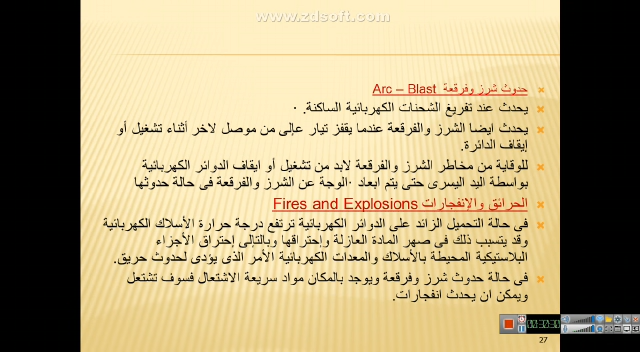 www.zdsoft.com
حدوث شرز وفرقعة Arc – Blast
يحدث عند تفريغ الشحنات الكهربائية الساكنة. ٠
يحدث ايضا الشرز والفرقعة عندما يقفز تيار عالى من موصل لاخر أثناء تشغيل أو
إيقاف الدائرة.
للوقاية من مخاطر الشرز والفرقعة لابد من تشغيل أو ايقاف الدوائر الكهربائية
بواسطة اليد اليسرى حتى يتم ابعاد ٠الوجة عن الشرز والفرقعة فى حالة حدوثها
الحرائق والإنفجارات Fires and Explosions
فى حالة التحميل الزائد على الدوائر الكهربائية ترتفع درجة حرارة الأسلاك الكهربائية
وقد يتسبب ذلك فى صهر المادة العازلة وإحتراقها وبالتإلى إحتراق الأجزاء
البلاستيكية المحيطة بالأسلاك والمعدات الكهربائية الأمر الذى يؤدى لحدوث حريق.
فى حالة حدوث شرز وفرقعة ويوجد بالمكان مواد سريعة الاشتعال فسوف تشتعل
ويمكن ان يحدث انفجارات.
27